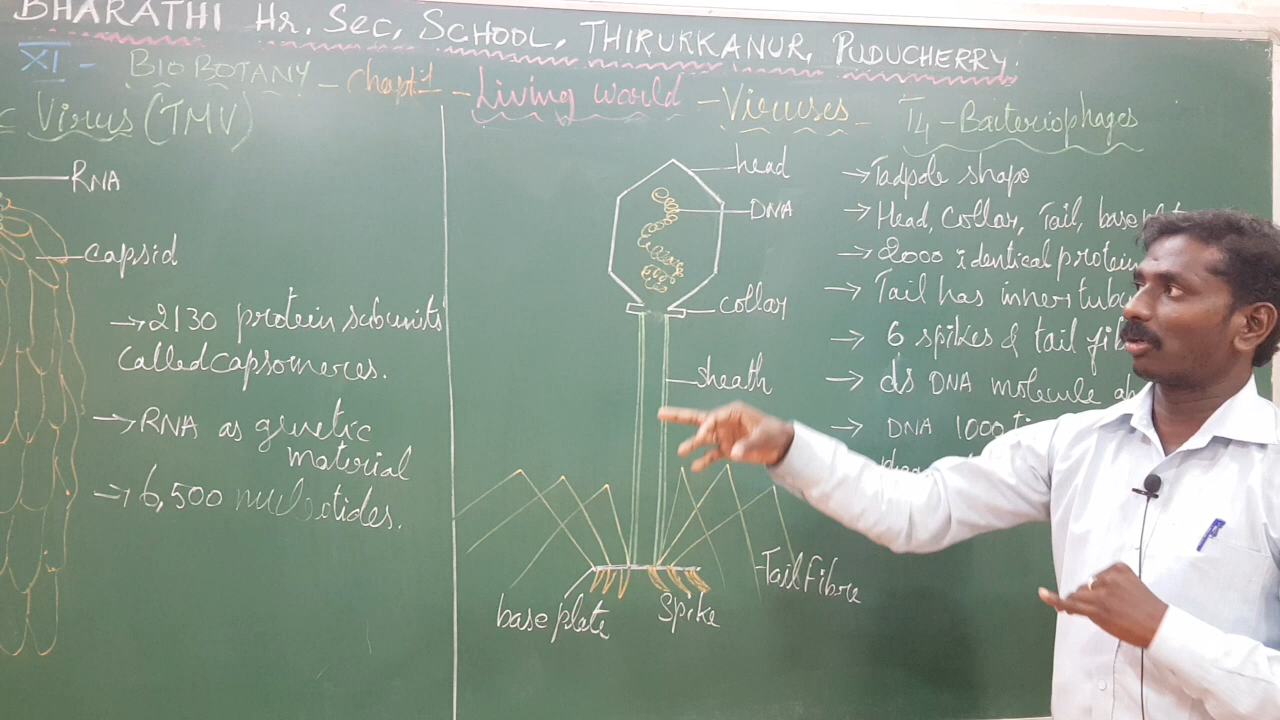 BHARATHI Hr. Sec, SCHOOL, THIRUKKANUR, PUDUCHERRY.
XI - BIO BOTANY - Chapt 1 - Living world - Viruses - T4 - Bacteriophages
Virus (TMV)
RNA
capsid
→ 2130 protein subunits
called capsomeres.
→ RNA as genetic
material
→ 6,500 nucleotides.
head
DNA
collar
sheath
Tail Fibre
base plate
Spike
→ Tadpole shape
→ Head, Collar, Tail, base
→ 2000 identical protein
→ Tail has inner tub
→ 6 spikes & tail fib
→ ds DNA molecule
→ DNA 1000